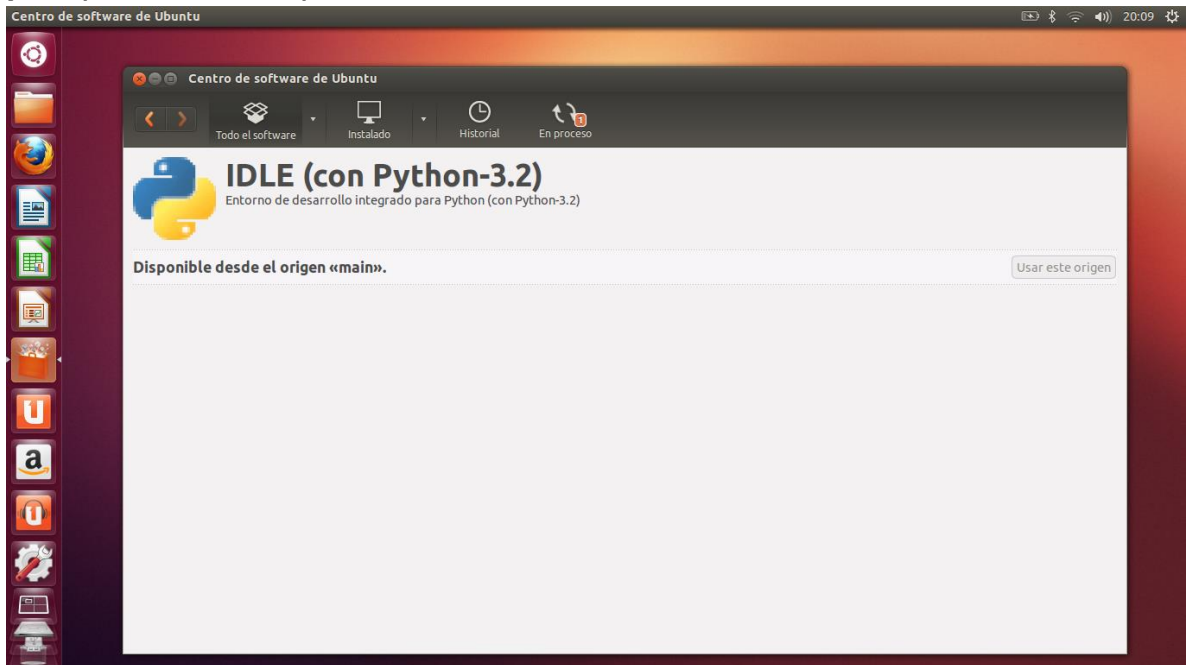 Centro de software de Ubuntu
20:09
Centro de software de Ubuntu
Todo el software
Instalado
Historial
1
En proceso
IDLE (con Python-3.2)
Entorno de desarrollo integrado para Python (con Python-3.2)
Disponible desde el origen «main».
Usar este origen
U
a
U